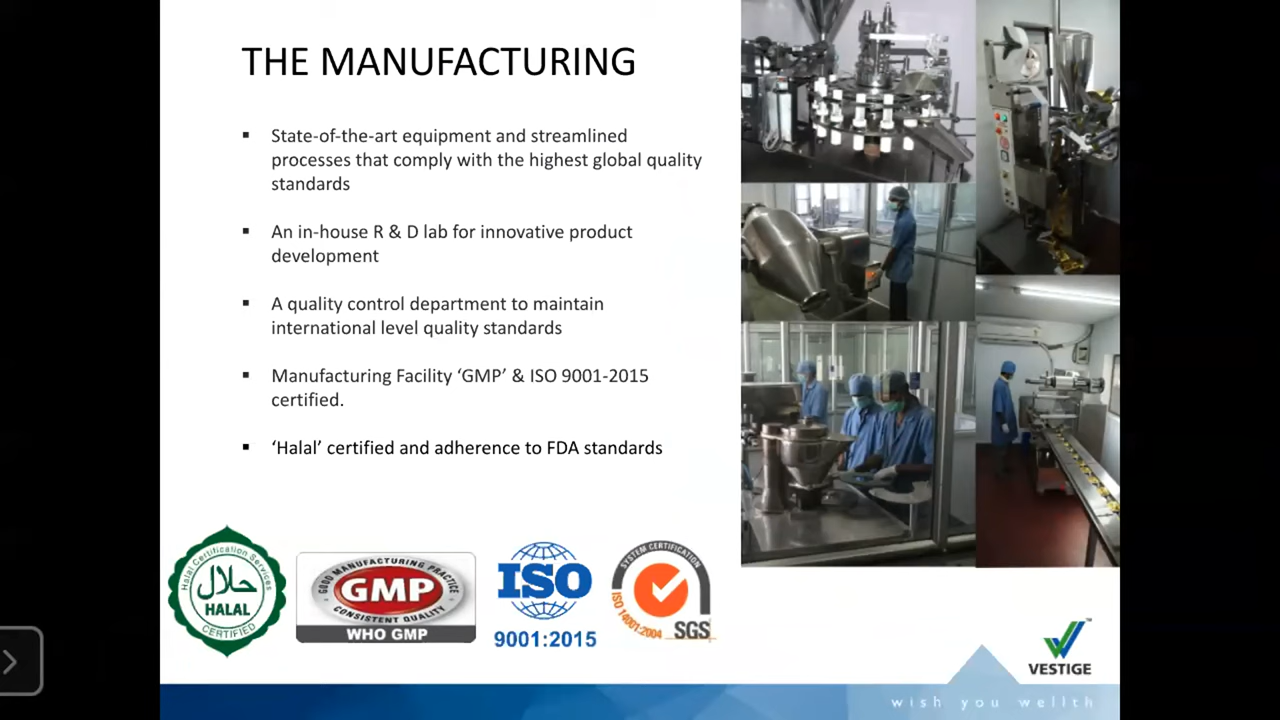 THE MANUFACTURING
▪ State-of-the-art equipment and streamlined
processes that comply with the highest global quality
standards
▪ An in-house R & D lab for innovative product
development
▪ A quality control department to maintain
international level quality standards
▪ Manufacturing Facility ‘GMP’ & ISO 9001-2015
certified.
▪ ‘Halal’ certified and adherence to FDA standards
Halal Certification Services
حلال
HALAL
CERTIFIED
GOOD MANUFACTURING PRACTICE
GMP
CONSISTENT QUALITY
WHO GMP
ISO
9001:2015
SYSTEM CERTIFICATION
ISO 14001:2004
SGS
VESTIGE
wish you wellth